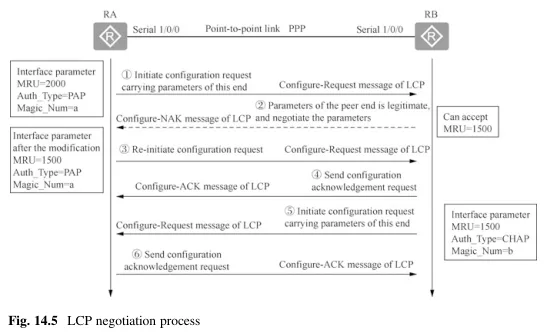 RA
RB
Serial 1/0/0
Point-to-point link PPP
Serial 1/0/0
Interface parameter
MRU=2000
Auth_Type=PAP
Magic_Num=a
① Initiate configuration request
carrying parameters of this end
Configure-Request message of LCP
② Parameters of the peer end is legitimate,
and negotiate the parameters
Configure-NAK message of LCP
Can accept
MRU=1500
Interface parameter
after the modification
MRU=1500
Auth_Type=PAP
Magic_Num=a
③ Re-initiate configuration request
Configure-Request message of LCP
④ Send configuration
acknowledgement request
Configure-ACK message of LCP
⑤ Initiate configuration request
carrying parameters of this end
Configure-Request message of LCP
Interface parameter
MRU=1500
Auth_Type=CHAP
Magic_Num=b
⑥ Send configuration
acknowledgement request
Configure-ACK message of LCP
Fig. 14.5 LCP negotiation process